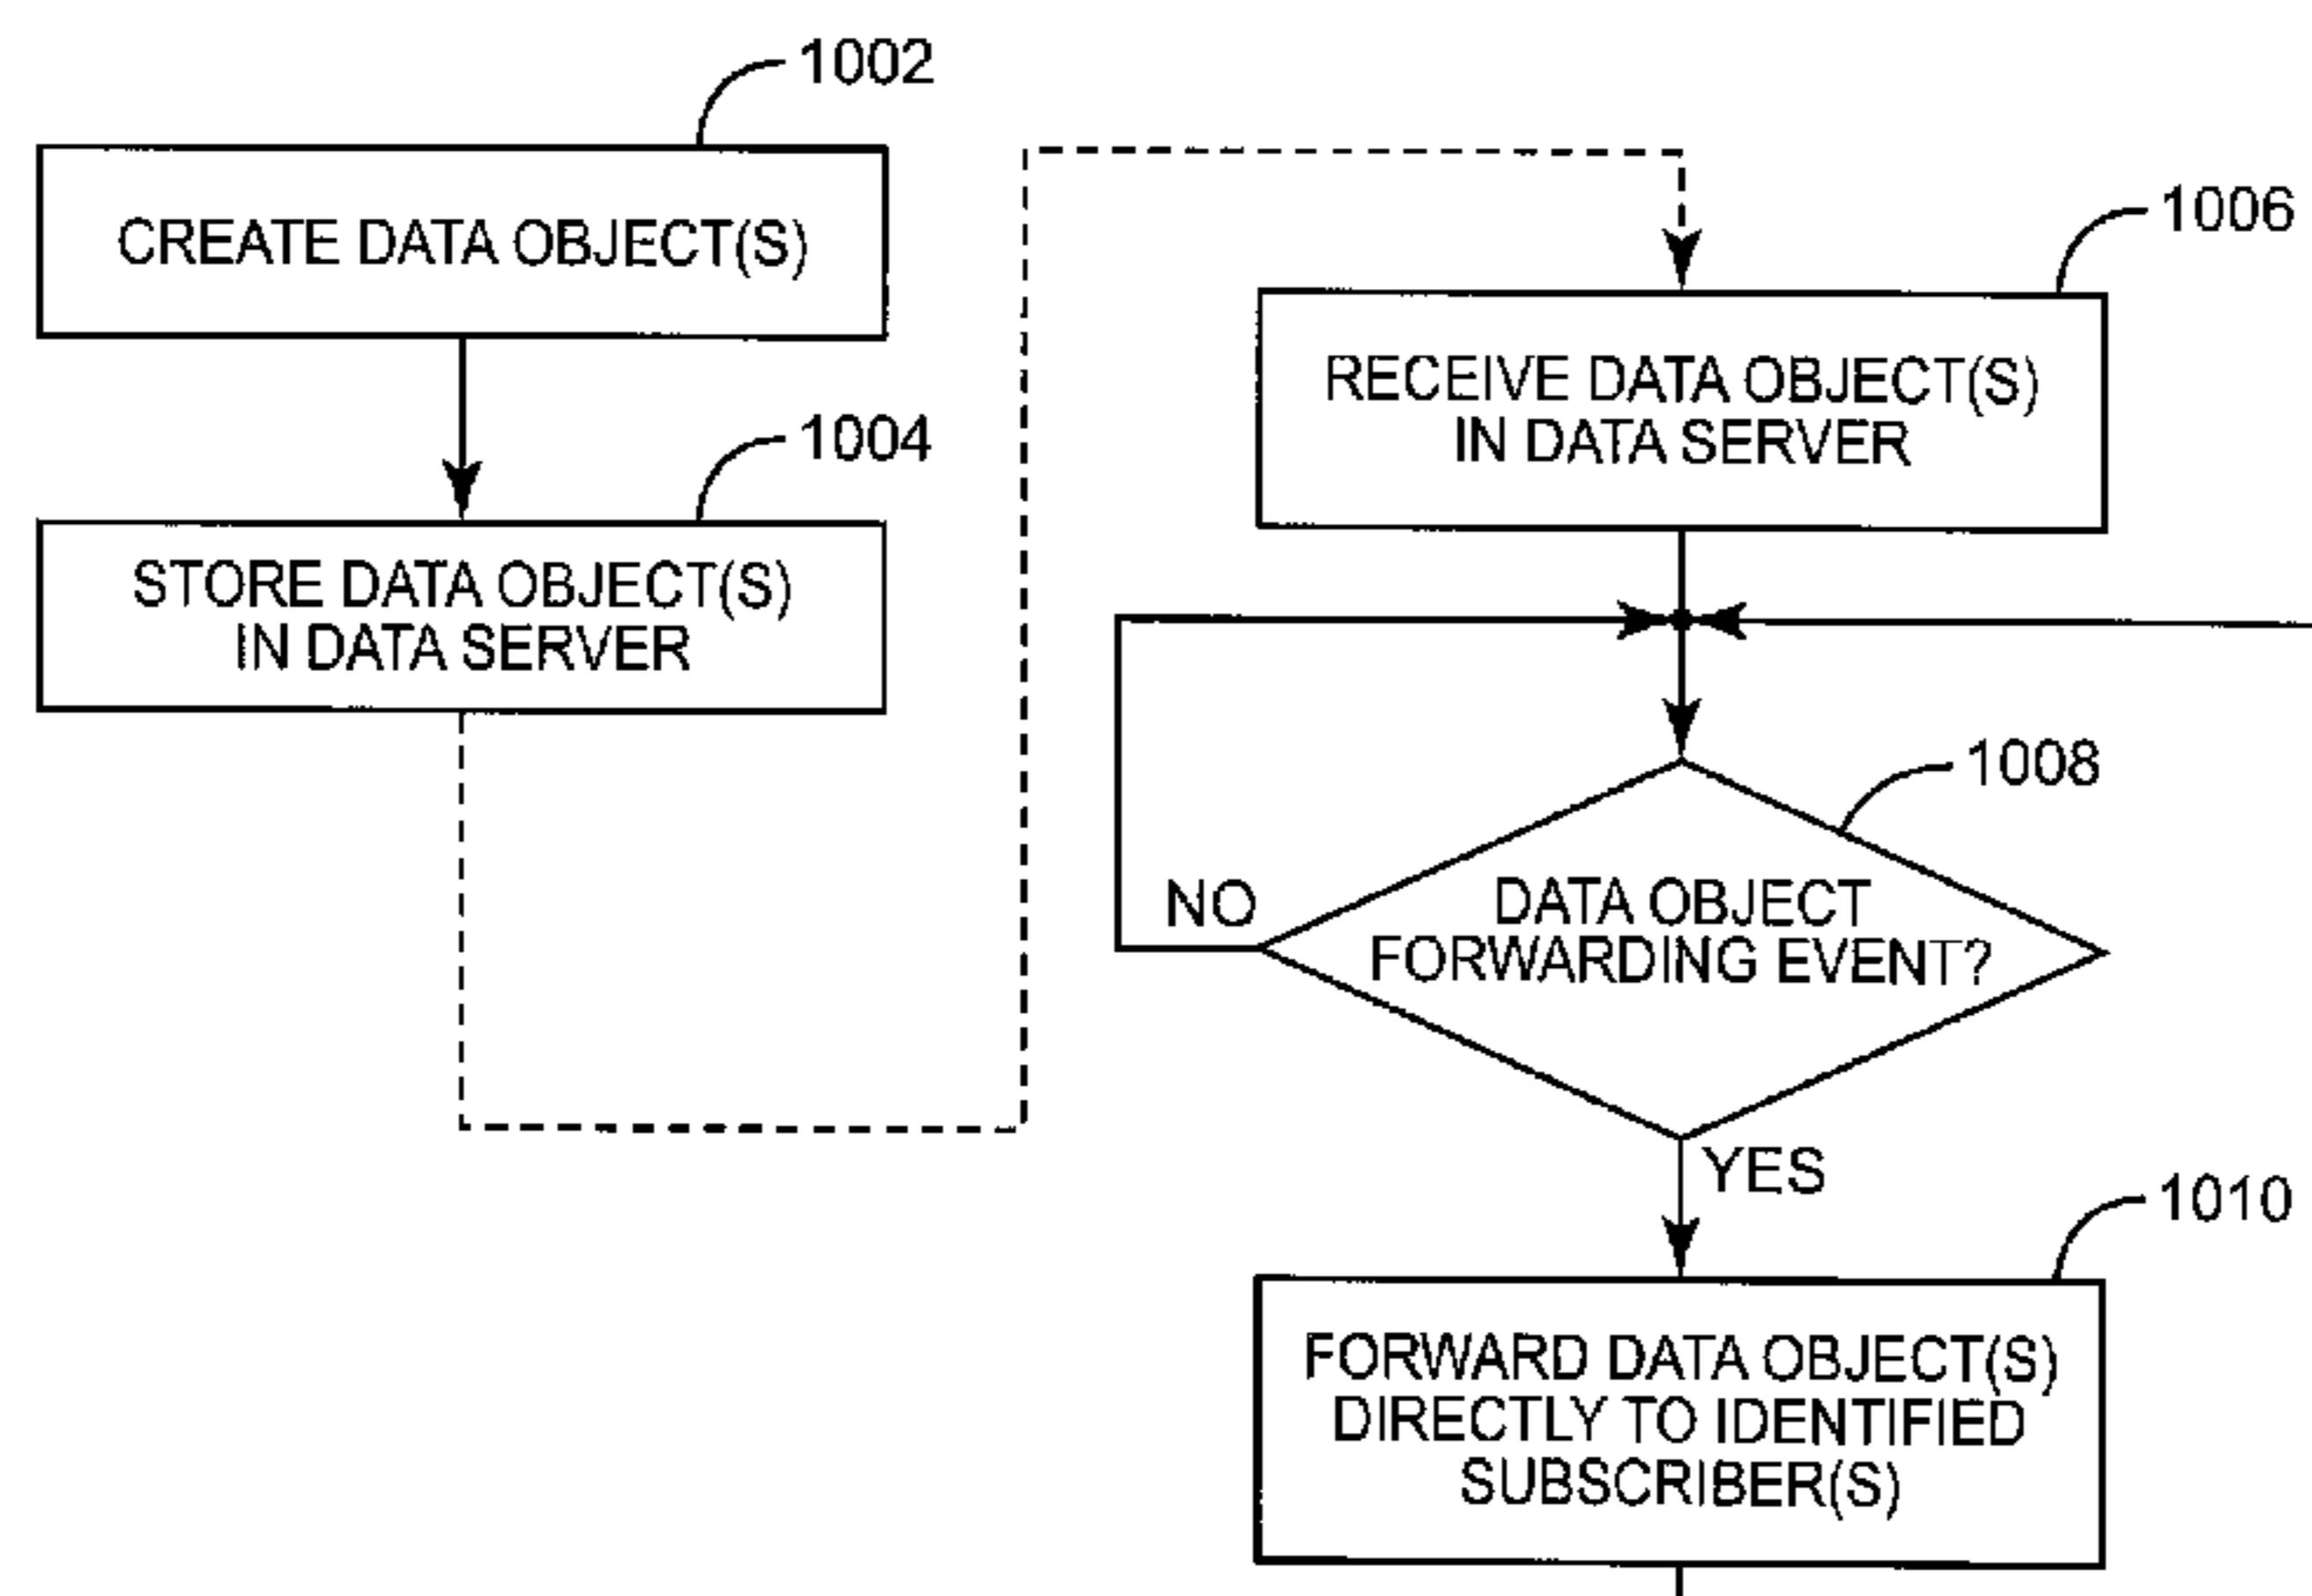 1002
CREATE DATA OBJECT(S)
1004
STORE DATA OBJECT(S)
IN DATA SERVER
1006
RECEIVE DATA OBJECT(S)
IN DATA SERVER
1008
DATA OBJECT
FORWARDING EVENT?
NO
YES
1010
FORWARD DATA OBJECT(S)
DIRECTLY TO IDENTIFIED
SUBSCRIBER(S)